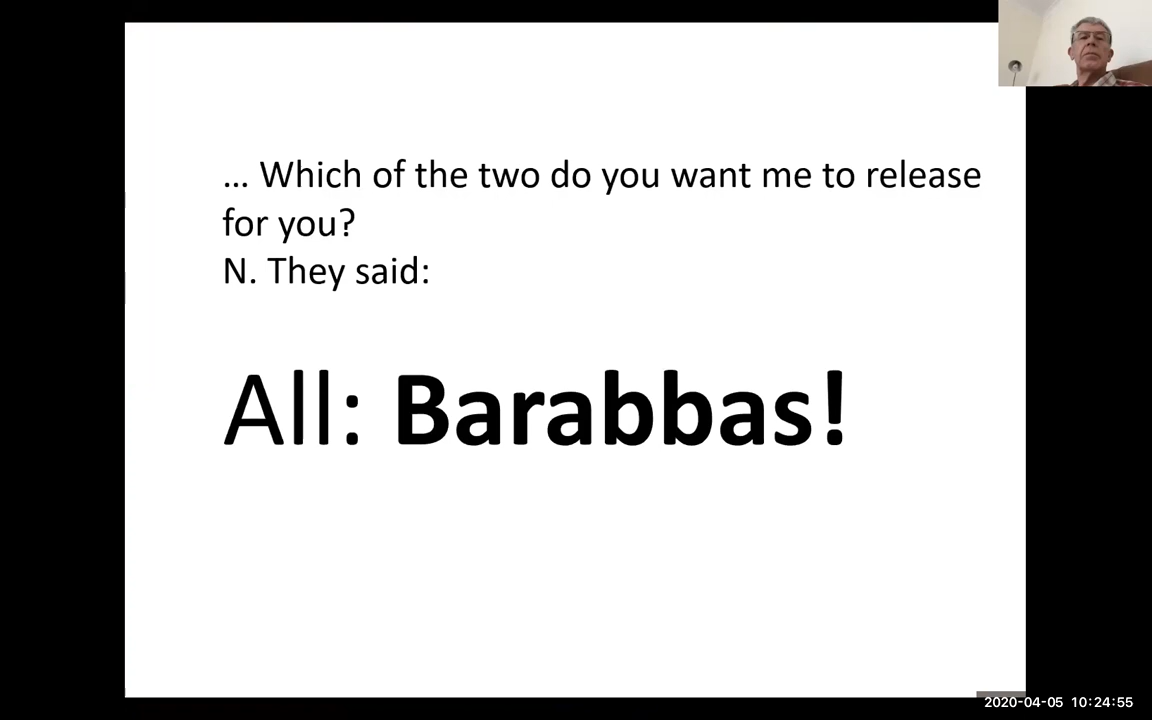 ... Which of the two do you want me to release
for you?
N. They said:
All: Barabbas!
2020-04-05 10:24:55